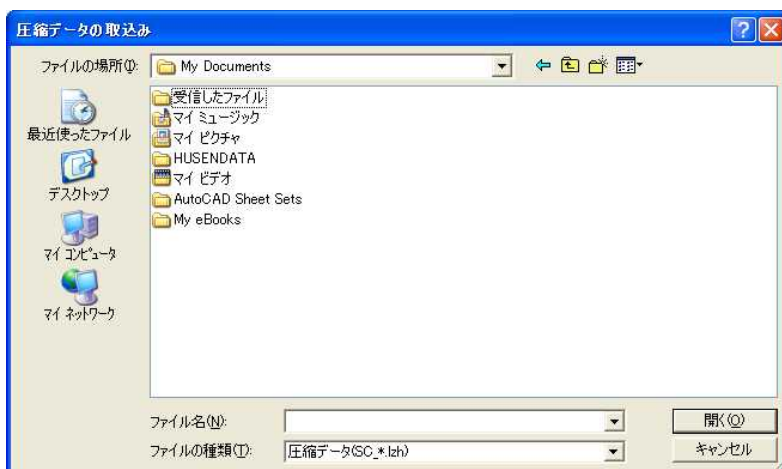 圧縮データの取込み
ファイルの場所(I):
My Documents
最近使ったファイル
デスクトップ
マイ コンピュータ
マイ ネットワーク
受信したファイル
マイ ミュージック
マイ ピクチャ
HUSENDATA
マイ ビデオ
AutoCAD Sheet Sets
My eBooks
ファイル名(N):
開く(O)
ファイルの種類(T):
圧縮データ(SC_*.lzh)
キャンセル